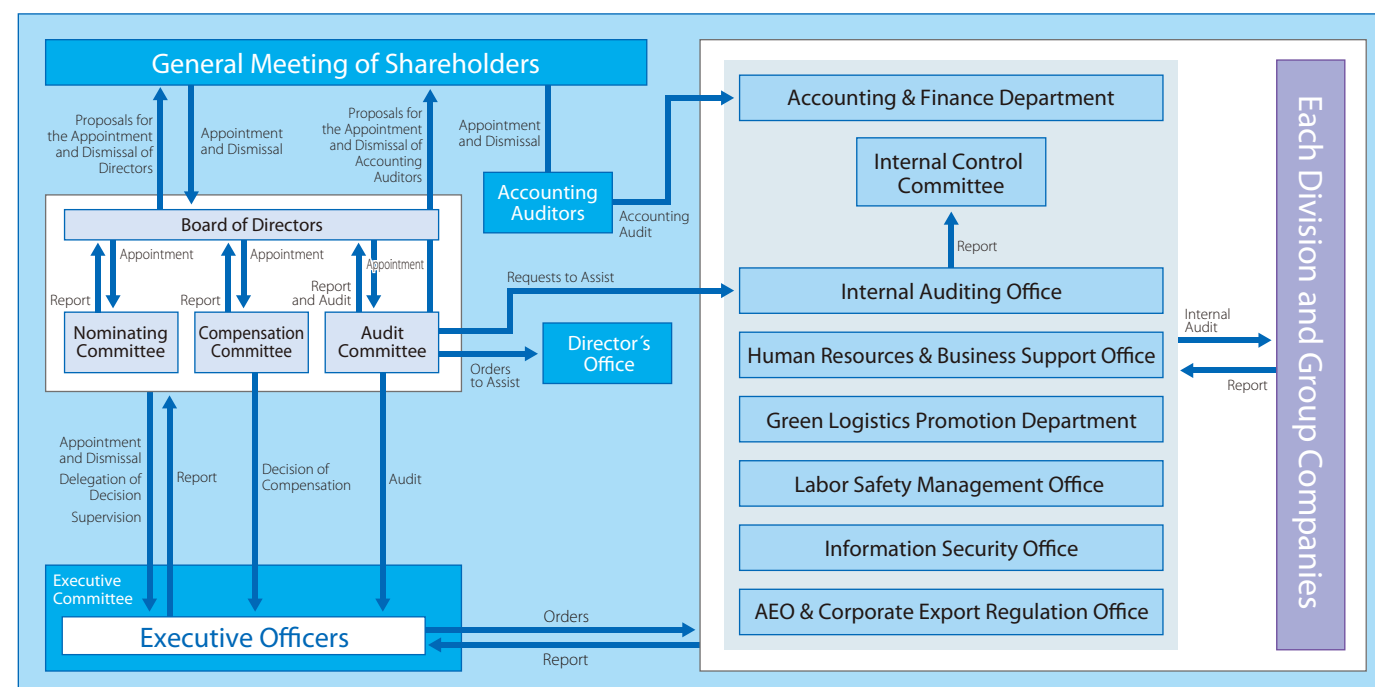 General Meeting of Shareholders
Proposals for
the Appointment
and Dismissal of
Directors
Appointment
and Dismissal
Proposals for
the Appointment
and Dismissal of
Accounting
Auditors
Appointment
and Dismissal
Accounting
Auditors
Accounting
Audit
Board of Directors
Appointment
Appointment
Appointment
Report
Report
Report
and Audit
Nominating
Committee
Compensation
Committee
Audit
Committee
Requests to Assist
Orders
to Assist
Director´s
Office
Appointment
and Dismissal
Delegation of
Decision
Supervision
Report
Decision of
Compensation
Audit
Executive
Committee
Executive Officers
Orders
Report
Accounting & Finance Department
Internal Control
Committee
Report
Internal Auditing Office
Human Resources & Business Support Office
Green Logistics Promotion Department
Labor Safety Management Office
Information Security Office
AEO & Corporate Export Regulation Office
Internal
Audit
Report
Each Division and Group Companies